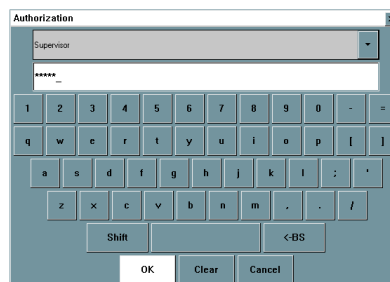 Authorization
Supervisor
*****_
1 2 3 4 5 6 7 8 9 0 - =
q w e r t y u i o p [ ]
a s d f g h j k l ; '
z x c v b n m , . /
Shift <-BS
OK Clear Cancel